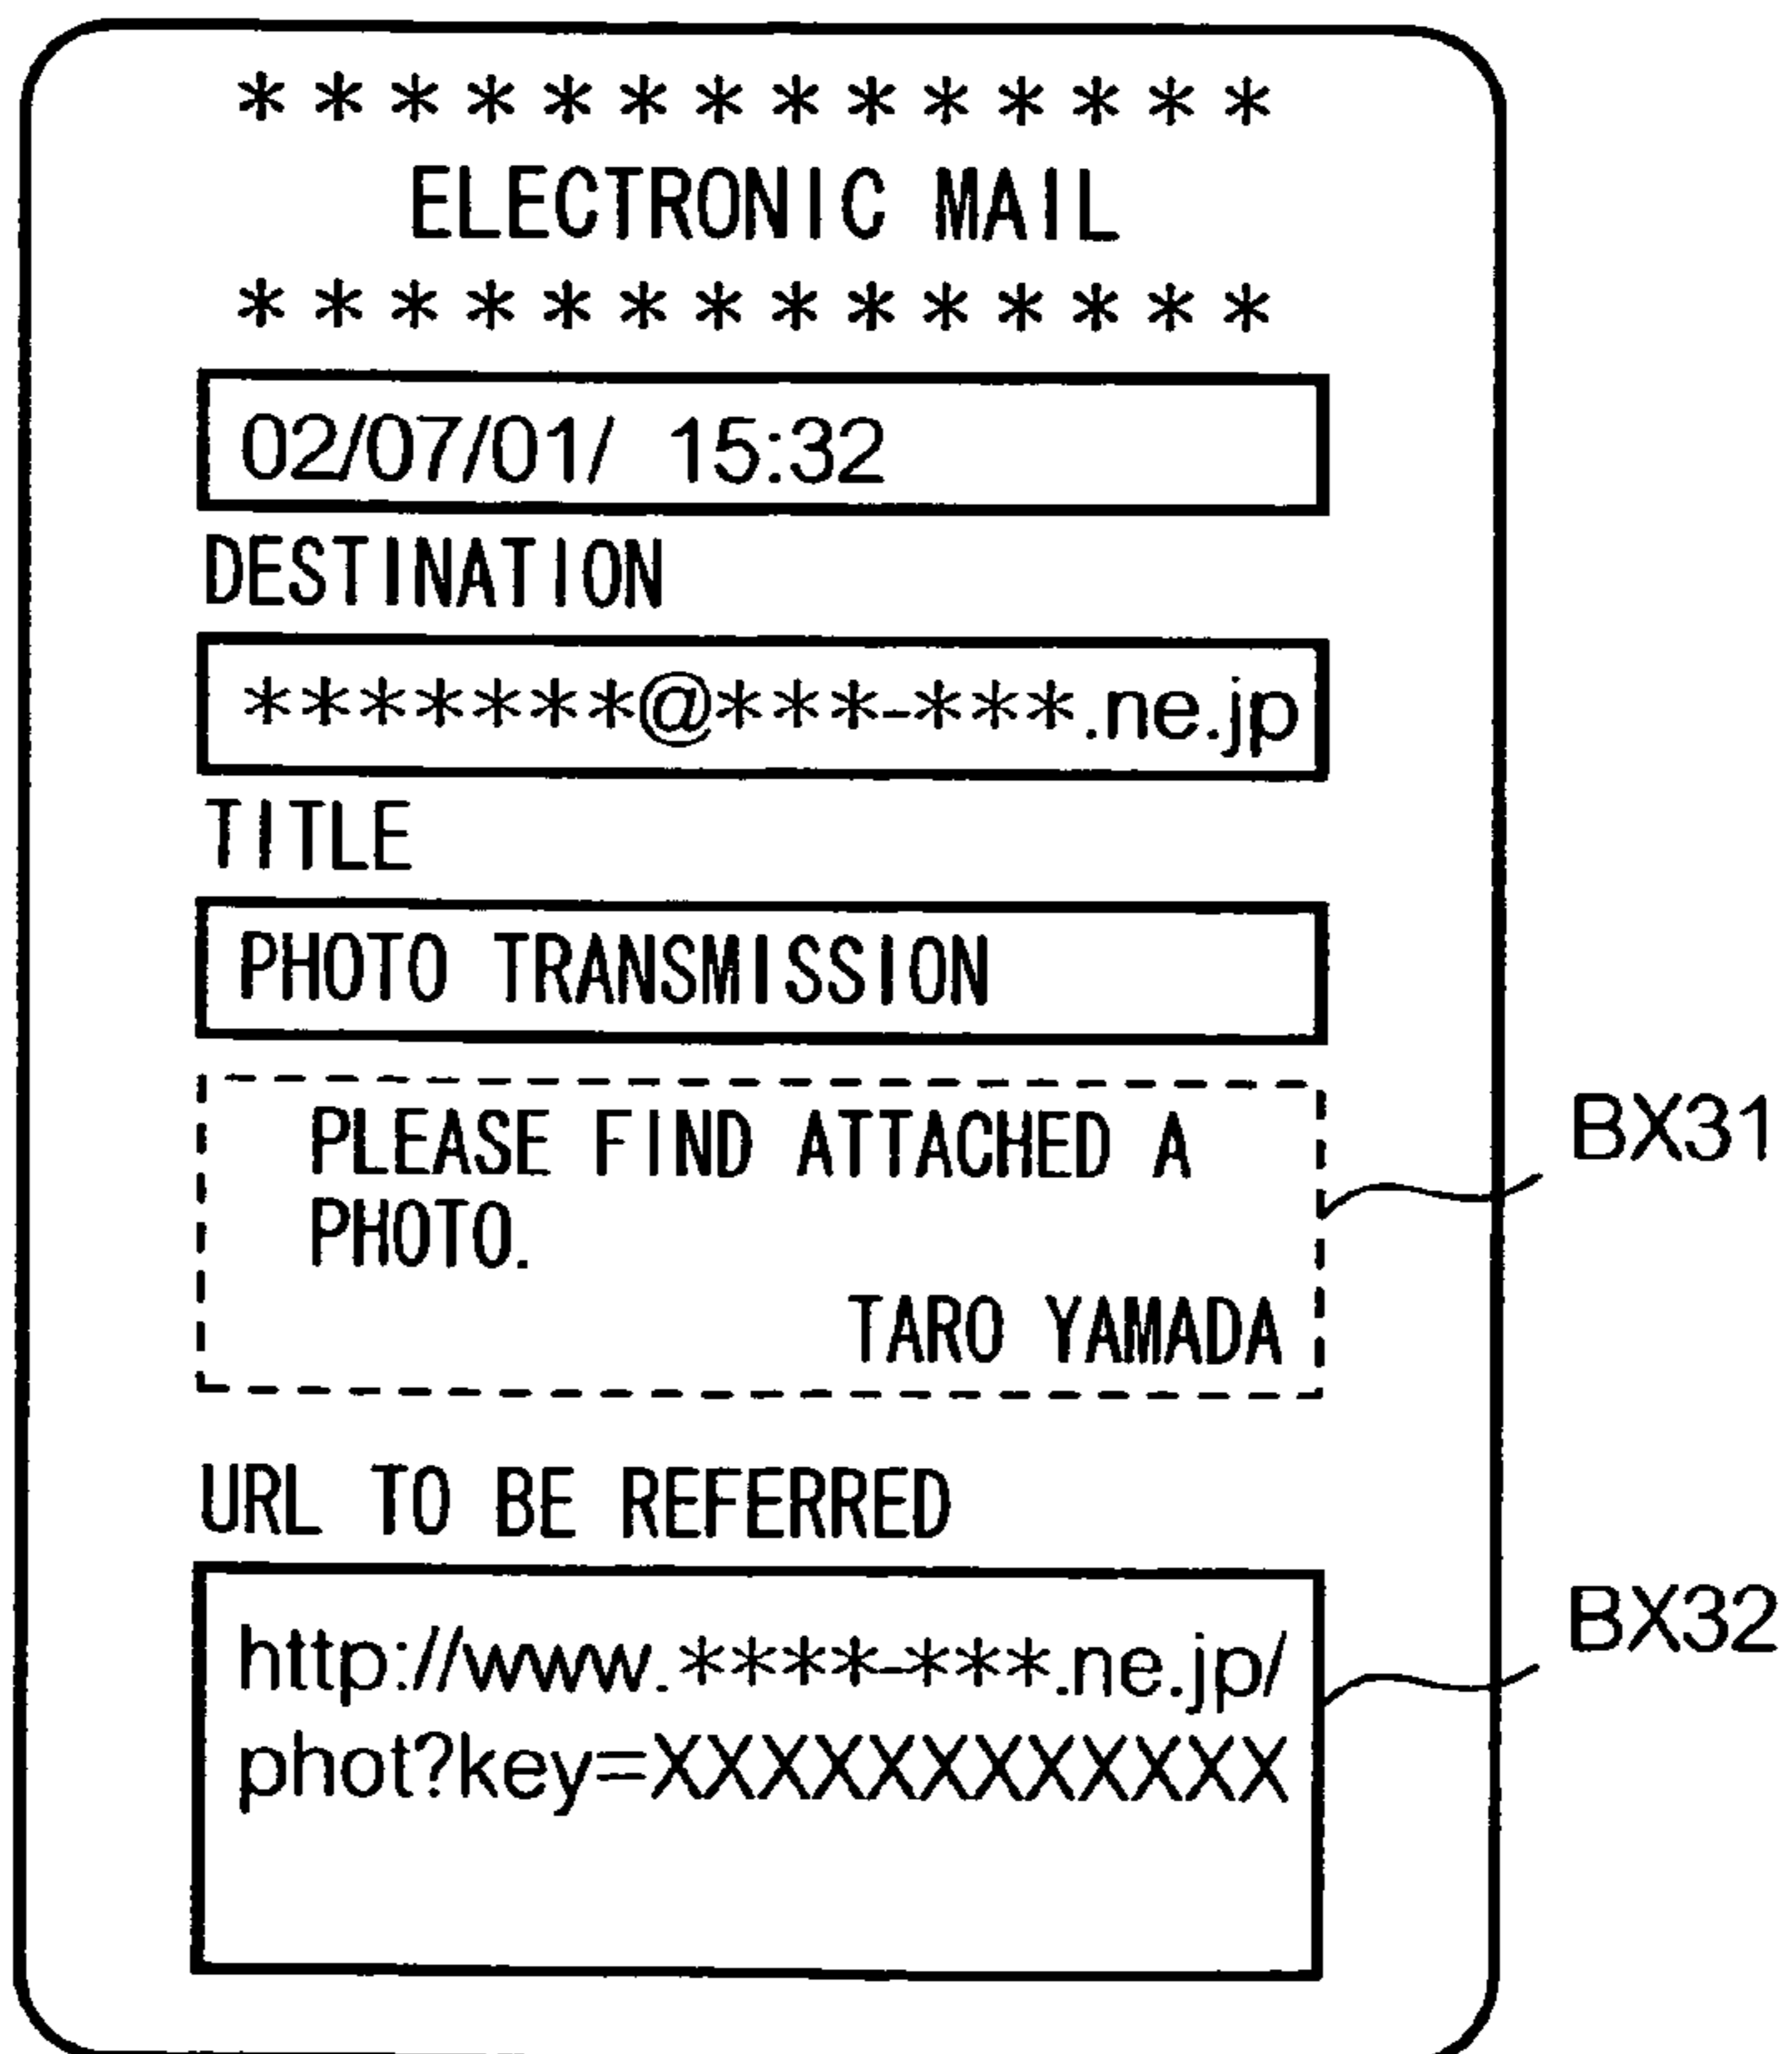 * * * * * * * * * * * * * *
ELECTRONIC MAIL
* * * * * * * * * * * * * *
02/07/01/ 15:32
DESTINATION
*******@***-***.ne.jp
TITLE
PHOTO TRANSMISSION
PLEASE FIND ATTACHED A
PHOTO.
TARO YAMADA
BX31
URL TO BE REFERRED
http://www.****-***.ne.jp/
phot?key=XXXXXXXXXXXX
BX32